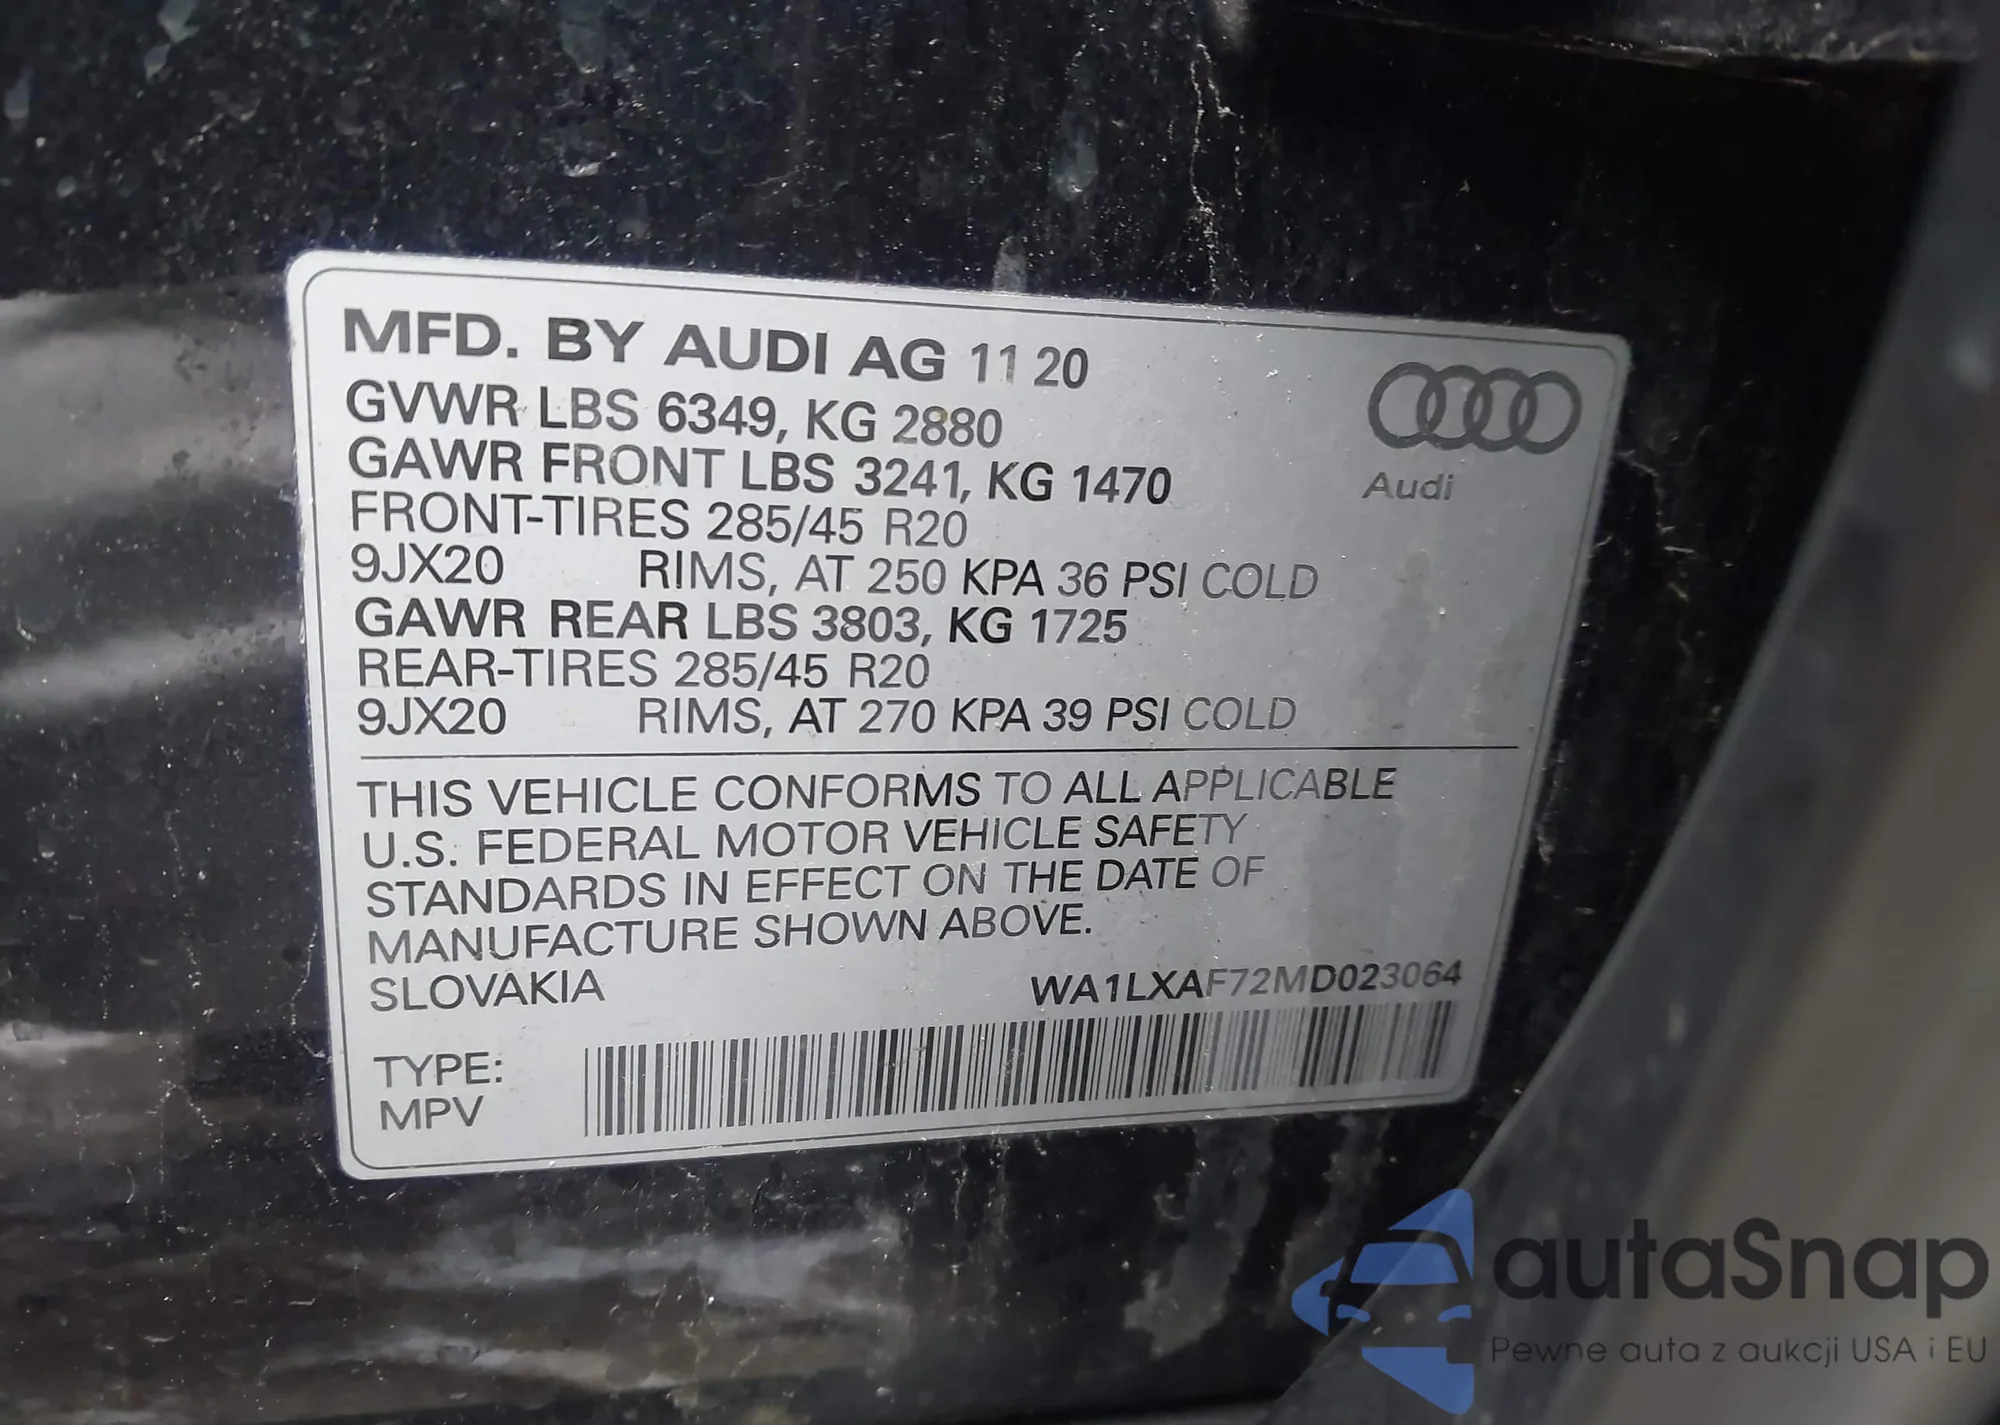 MFD. BY AUDI AG 11 20
GVWR LBS 6349, KG 2880
GAWR FRONT LBS 3241, KG 1470
FRONT-TIRES 285/45 R20
9JX20 RIMS, AT 250 KPA 36 PSI COLD
GAWR REAR LBS 3803, KG 1725
REAR-TIRES 285/45 R20
9JX20 RIMS, AT 270 KPA 39 PSI COLD
Audi
THIS VEHICLE CONFORMS TO ALL APPLICABLE
U.S. FEDERAL MOTOR VEHICLE SAFETY
STANDARDS IN EFFECT ON THE DATE OF
MANUFACTURE SHOWN ABOVE.
SLOVAKIA WA1LXAF72MD023064
TYPE:
MPV
autaSnap
Pewne auta z aukcji USA i EU